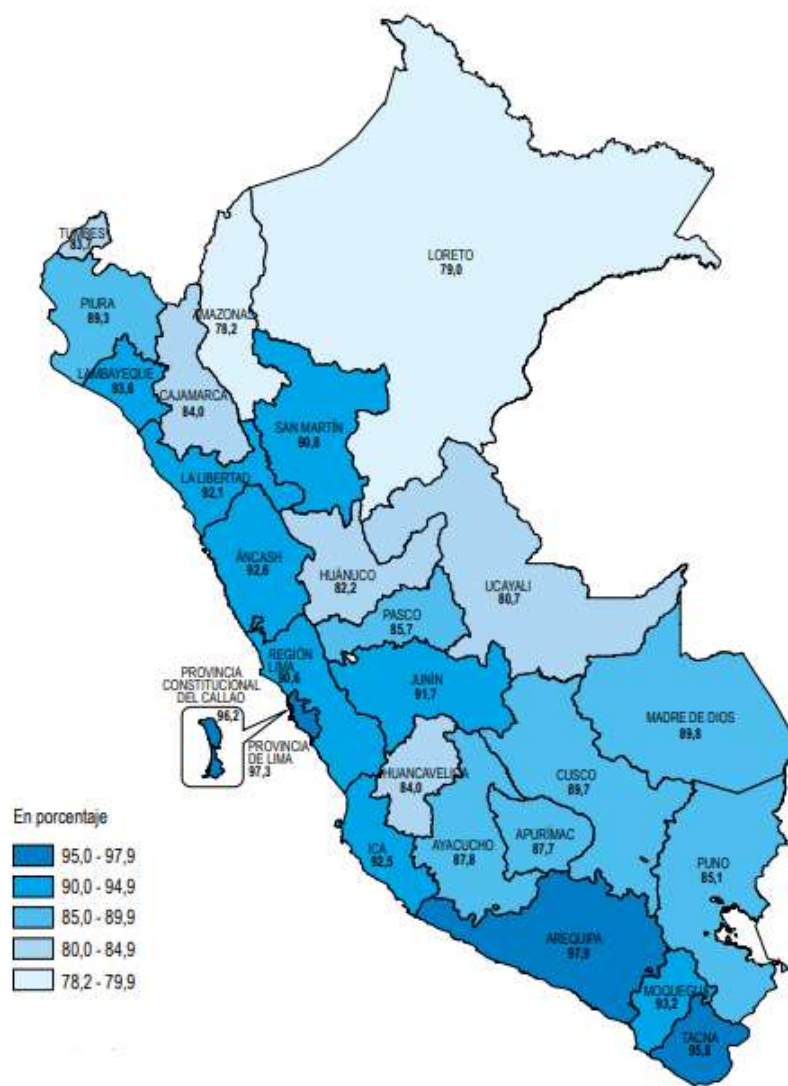 LORETO
79,0
TUMBES
83,7
PIURA
89,3
AMAZONAS
78,2
LAMBAYEQUE
93,6
CAJAMARCA
84,0
SAN MARTÍN
90,8
LA LIBERTAD
92,1
ÁNCASH
92,6
HUÁNUCO
82,2
UCAYALI
80,7
PASCO
85,7
REGIÓN
LIMA
90,6
PROVINCIA
CONSTITUCIONAL
DEL CALLAO
96,2
JUNÍN
91,7
MADRE DE DIOS
89,8
PROVINCIA
DE LIMA
97,3
HUANCAVELICA
84,0
CUSCO
89,7
En porcentaje
95,0 - 97,9
90,0 - 94,9
85,0 - 89,9
80,0 - 84,9
78,2 - 79,9
ICA
92,5
AYACUCHO
87,8
APURÍMAC
87,7
PUNO
85,1
AREQUIPA
97,9
MOQUEGUA
93,2
TACNA
95,8